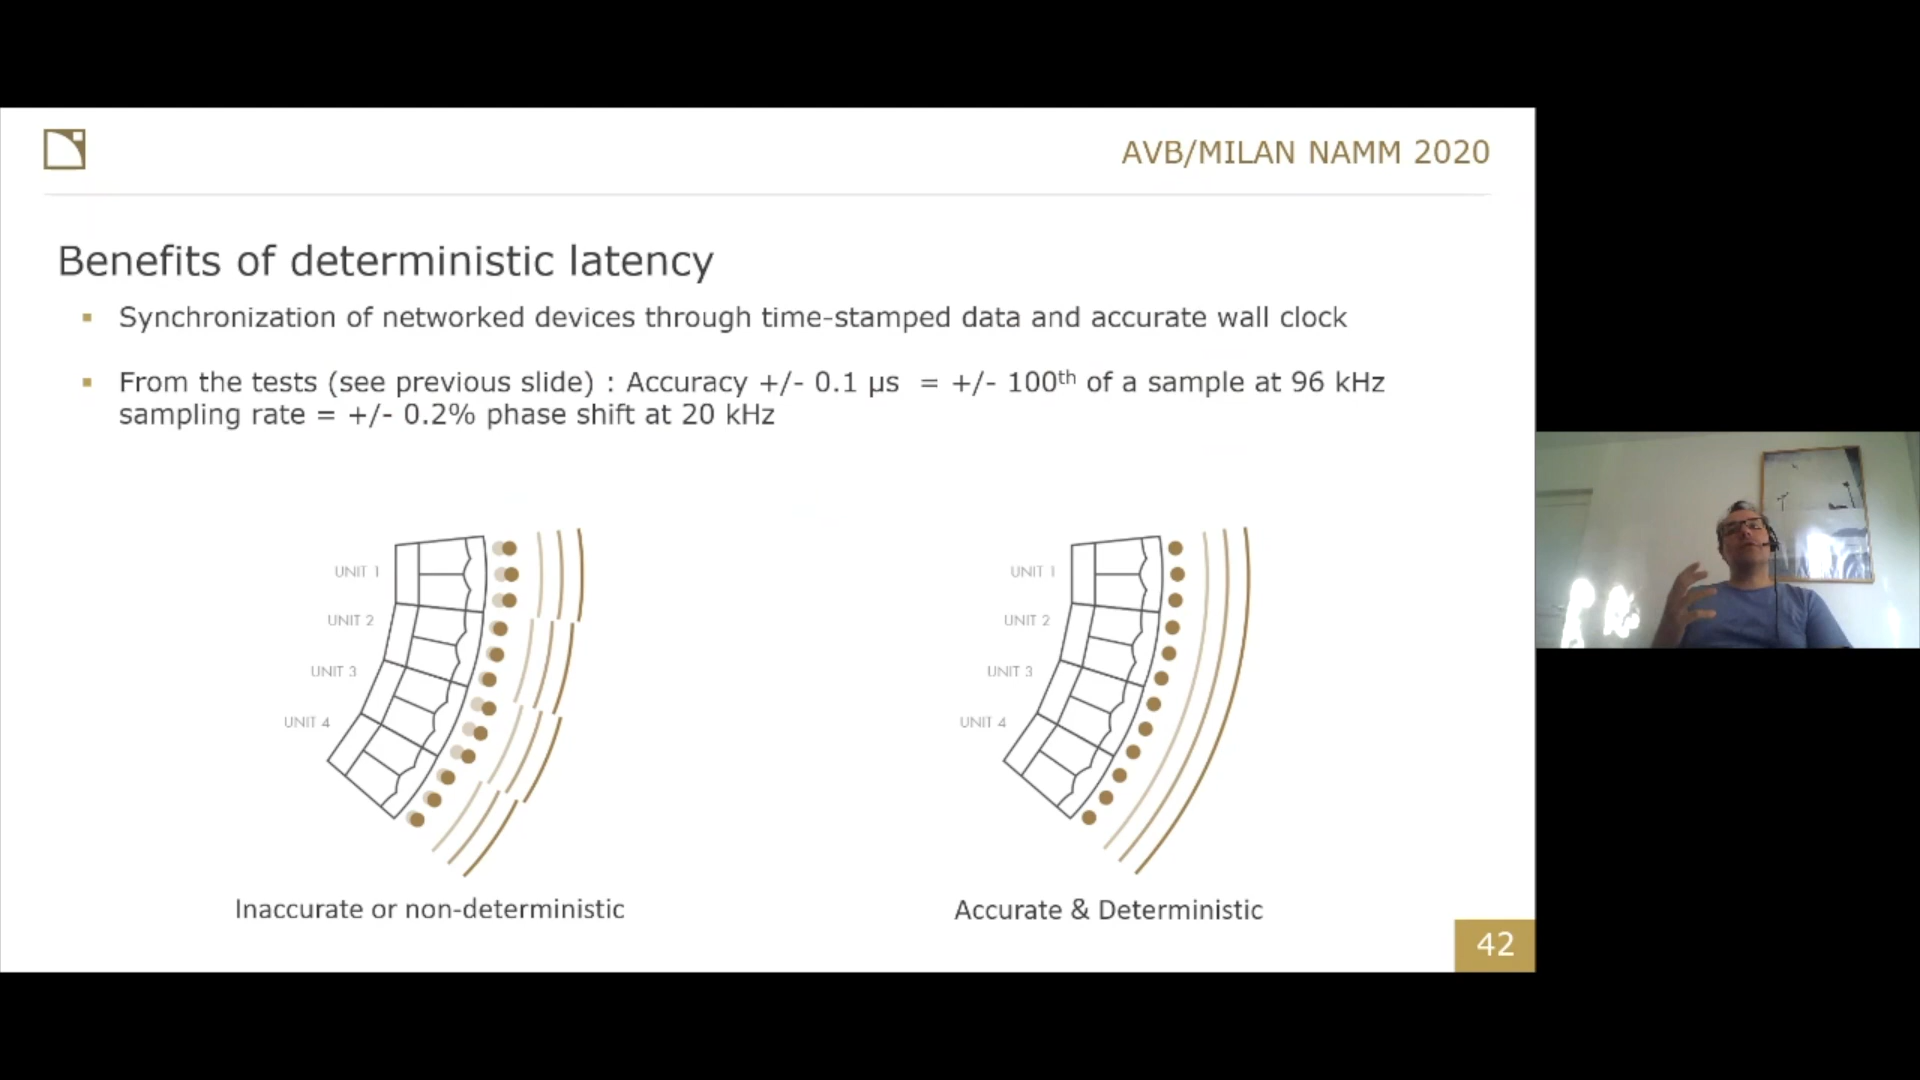 AVB/MILAN NAMM 2020
Benefits of deterministic latency
Synchronization of networked devices through time-stamped data and accurate wall clock
From the tests (see previous slide) : Accuracy +/- 0.1 µs = +/- 100th of a sample at 96 kHz
sampling rate = +/- 0.2% phase shift at 20 kHz
UNIT 1
UNIT 2
UNIT 3
UNIT 4
Inaccurate or non-deterministic
UNIT 1
UNIT 2
UNIT 3
UNIT 4
Accurate & Deterministic
42